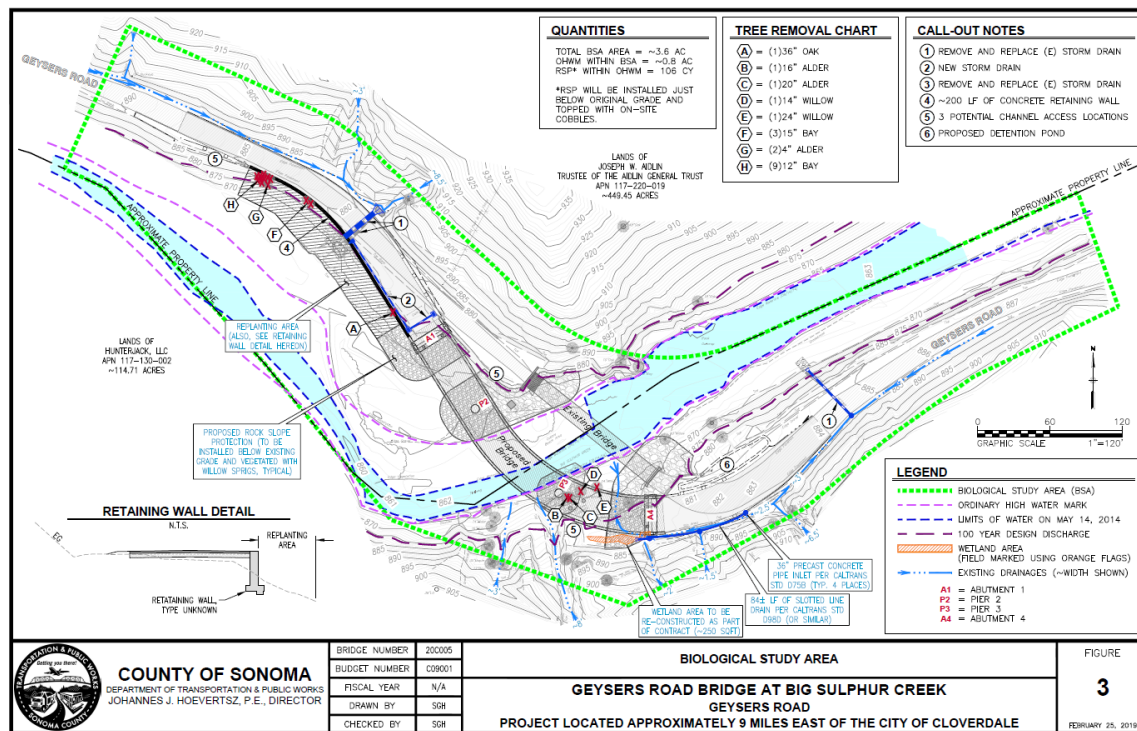 QUANTITIES
TOTAL BSA AREA = ~3.6 AC
OHWM WITHIN BSA = ~0.8 AC
RSP* WITHIN OHWM = 106 CY
*RSP WILL BE INSTALLED JUST
BELOW ORIGINAL GRADE AND
TOPPED WITH ON-SITE
COBBLES.
TREE REMOVAL CHART
A = (1)36" OAK
B = (1)16" ALDER
C = (1)20" ALDER
D = (1)14" WILLOW
E = (1)24" WILLOW
F = (3)15" BAY
G = (2)4" ALDER
H = (9)12" BAY
CALL-OUT NOTES
1 REMOVE AND REPLACE (E) STORM DRAIN
2 NEW STORM DRAIN
3 REMOVE AND REPLACE (E) STORM DRAIN
4 ~200 LF OF CONCRETE RETAINING WALL
5 3 POTENTIAL CHANNEL ACCESS LOCATIONS
6 PROPOSED DETENTION POND
GEYSERS ROAD
LANDS OF
JOSEPH W. AIDLIN
TRUSTEE OF THE AIDLIN GENERAL TRUST
APN 117-220-019
~449.45 ACRES
APPROXIMATE PROPERTY LINE
APPROXIMATE PROPERTY LINE
GEYSERS ROAD
LANDS OF
HUNTERJACK, LLC
APN 117-130-002
~114.71 ACRES
REPLANTING AREA
(ALSO, SEE RETAINING
WALL DETAIL HEREON)
PROPOSED ROCK SLOPE
PROTECTION (TO BE
INSTALLED BELOW EXISTING
GRADE AND VEGETATED WITH
WILLOW SPRIGS, TYPICAL)
Existing Bridge
Proposed
Bridge
A1
P2
P3
A4
N
0 60 120
GRAPHIC SCALE 1"=120'
RETAINING WALL DETAIL
N.T.S.
EG
REPLANTING
AREA
RETAINING WALL,
TYPE UNKNOWN
36" PRECAST CONCRETE
PIPE INLET PER CALTRANS
STD D75B (TYP. 4 PLACES)
84± LF OF SLOTTED LINE
DRAIN PER CALTRANS STD
D98D (OR SIMILAR)
WETLAND AREA TO BE
RE-CONSTRUCTED AS PART
OF CONTRACT (~250 SQFT)
LEGEND
BIOLOGICAL STUDY AREA (BSA)
ORDINARY HIGH WATER MARK
LIMITS OF WATER ON MAY 14, 2014
100 YEAR DESIGN DISCHARGE
WETLAND AREA
(FIELD MARKED USING ORANGE FLAGS)
EXISTING DRAINAGES (~WIDTH SHOWN)
A1 = ABUTMENT 1
P2 = PIER 2
P3 = PIER 3
A4 = ABUTMENT 4
TRANSPORTATION & PUBLIC WORKS
Getting you there!
SONOMA COUNTY
COUNTY OF SONOMA
DEPARTMENT OF TRANSPORTATION & PUBLIC WORKS
JOHANNES J. HOEVERTSZ, P.E., DIRECTOR
BRIDGE NUMBER 20C005
BUDGET NUMBER C09001
FISCAL YEAR N/A
DRAWN BY SGH
CHECKED BY SGH
BIOLOGICAL STUDY AREA
GEYSERS ROAD BRIDGE AT BIG SULPHUR CREEK
GEYSERS ROAD
PROJECT LOCATED APPROXIMATELY 9 MILES EAST OF THE CITY OF CLOVERDALE
FIGURE
3
FEBRUARY 25, 2019